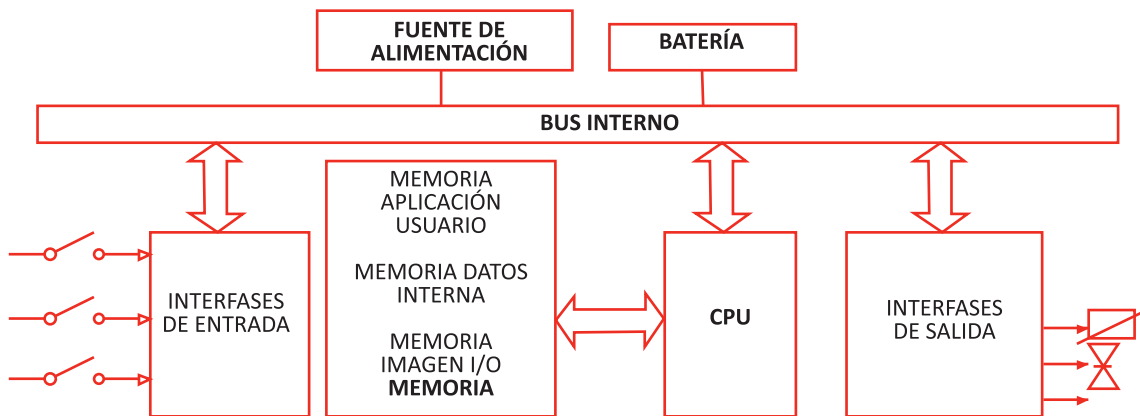 FUENTE DE
ALIMENTACIÓN
BATERÍA
BUS INTERNO
INTERFASES
DE ENTRADA
MEMORIA
APLICACIÓN
USUARIO
MEMORIA DATOS
INTERNA
MEMORIA
IMAGEN I/O
MEMORIA
CPU
INTERFASES
DE SALIDA